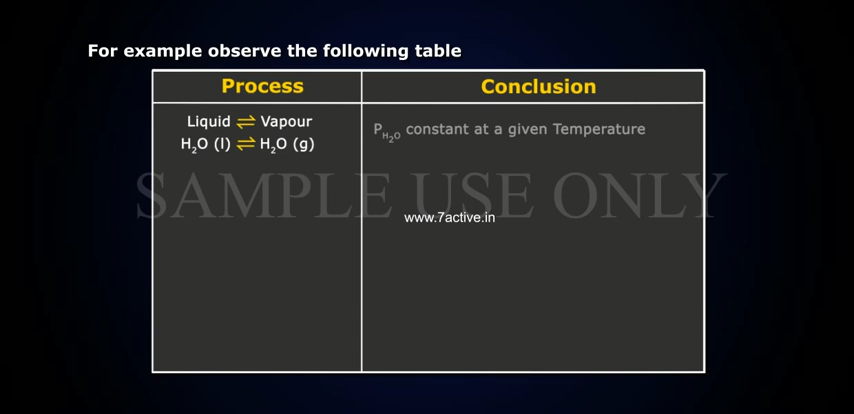 For example observe the following table
Process
Conclusion
Liquid ⇌ Vapour
H₂O (l) ⇌ H₂O (g)
P_H₂O constant at a given Temperature
SAMPLE USE ONLY
www.7active.in